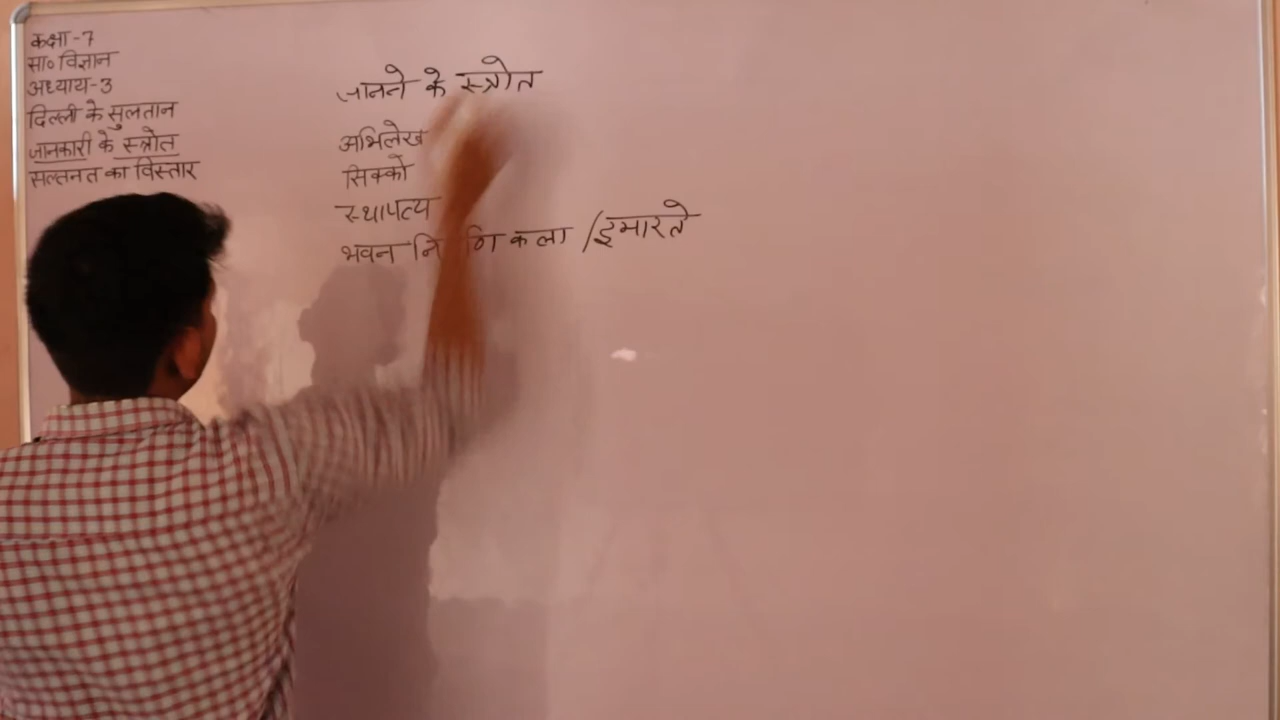 कक्षा-7
सा० विज्ञान
अध्याय-3
दिल्ली के सुलतान
जानकारी के स्त्रोत
सल्तनत का विस्तार
जानने के स्त्रोत
अभिलेख
सिक्को
स्थापत्य
भवन कला /इमारते